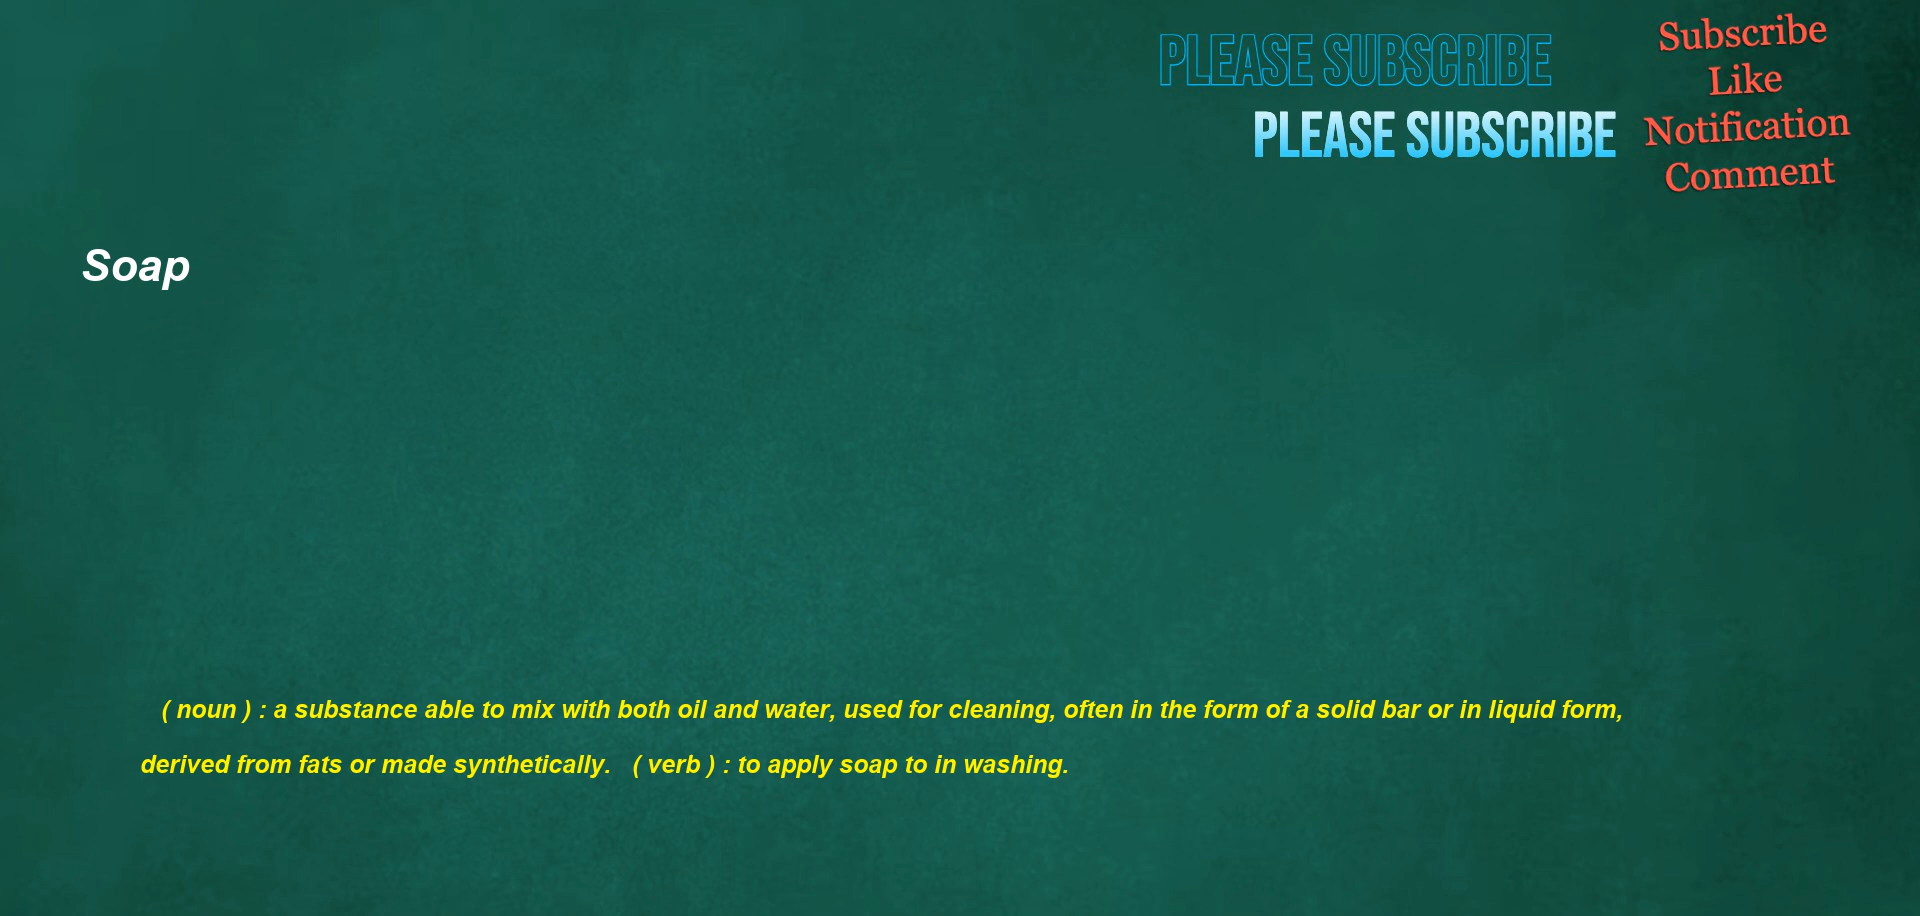 PLEASE SUBSCRIBE
PLEASE SUBSCRIBE
Subscribe
Like
Notification
Comment
Soap
( noun ) : a substance able to mix with both oil and water, used for cleaning, often in the form of a solid bar or in liquid form,
derived from fats or made synthetically. ( verb ) : to apply soap to in washing.